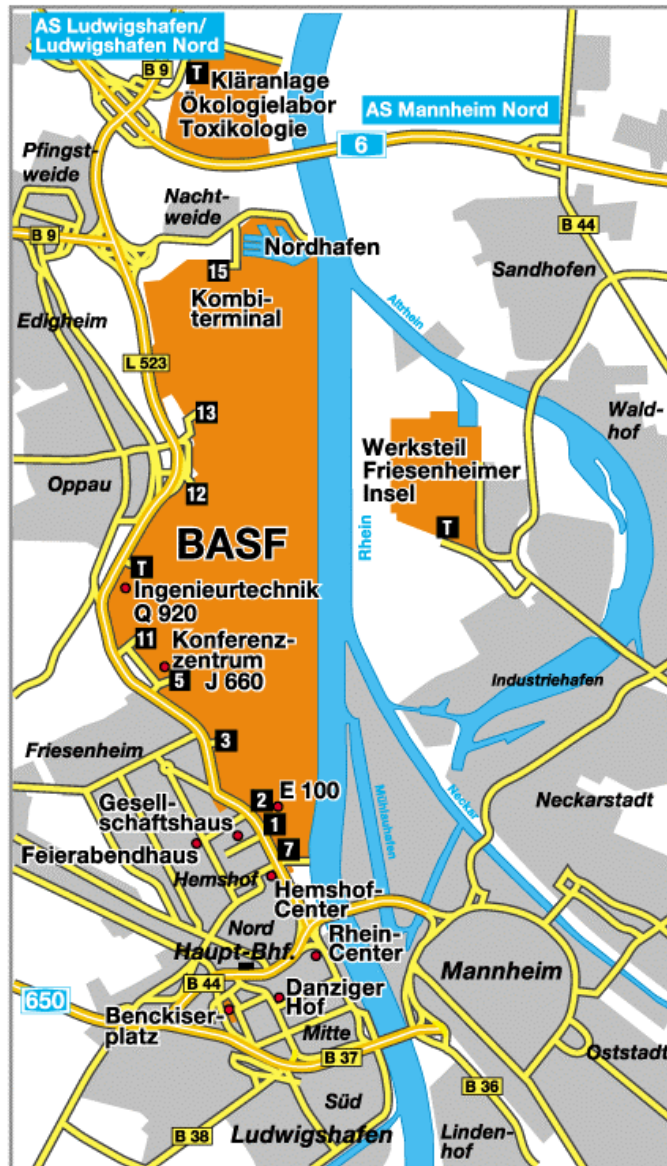 AS Ludwigshafen/
Ludwigshafen Nord
B 9
T
Kläranlage
Ökologielabor
Toxikologie
AS Mannheim Nord
6
Pfingst-
weide
Nacht-
weide
B 9
B 44
Nordhafen
15
Kombi-
terminal
Sandhofen
Altrhein
Edigheim
L 523
13
Wald-
hof
Werksteil
Friesenheimer
Insel
Oppau
12
T
Rhein
BASF
T
Ingenieurtechnik
Q 920
11
Konferenz-
zentrum
5
J 660
Industriehafen
3
Friesenheim
2
E 100
Gesell-
schaftshaus
1
Mühlauhafen
Neckar
Neckarstadt
Feierabendhaus
7
Hemshof
Hemshof-
Center
Nord
Rhein-
Center
Haupt-Bhf.
Mannheim
B 44
650
Danziger
Hof
Benckiser-
platz
Mitte
Oststadt
B 37
B 36
Süd
B 38
Ludwigshafen
Linden-
hof